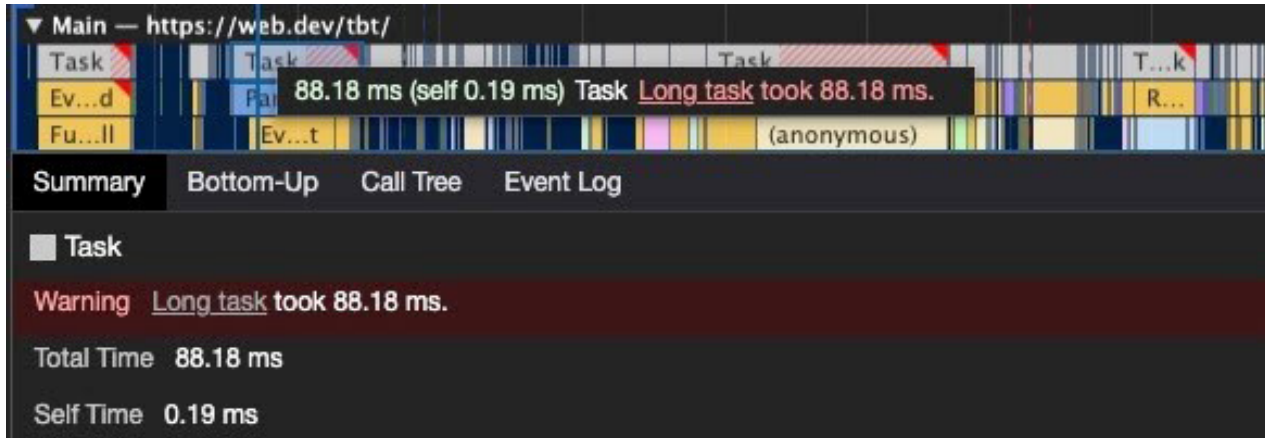 ▼ Main — https://web.dev/tbt/
Task Task Task T...k
Ev...d 88.18 ms (self 0.19 ms) Task Long task took 88.18 ms. R...
Fu...ll Ev...t (anonymous)
Summary Bottom-Up Call Tree Event Log
Task
Warning Long task took 88.18 ms.
Total Time 88.18 ms
Self Time 0.19 ms